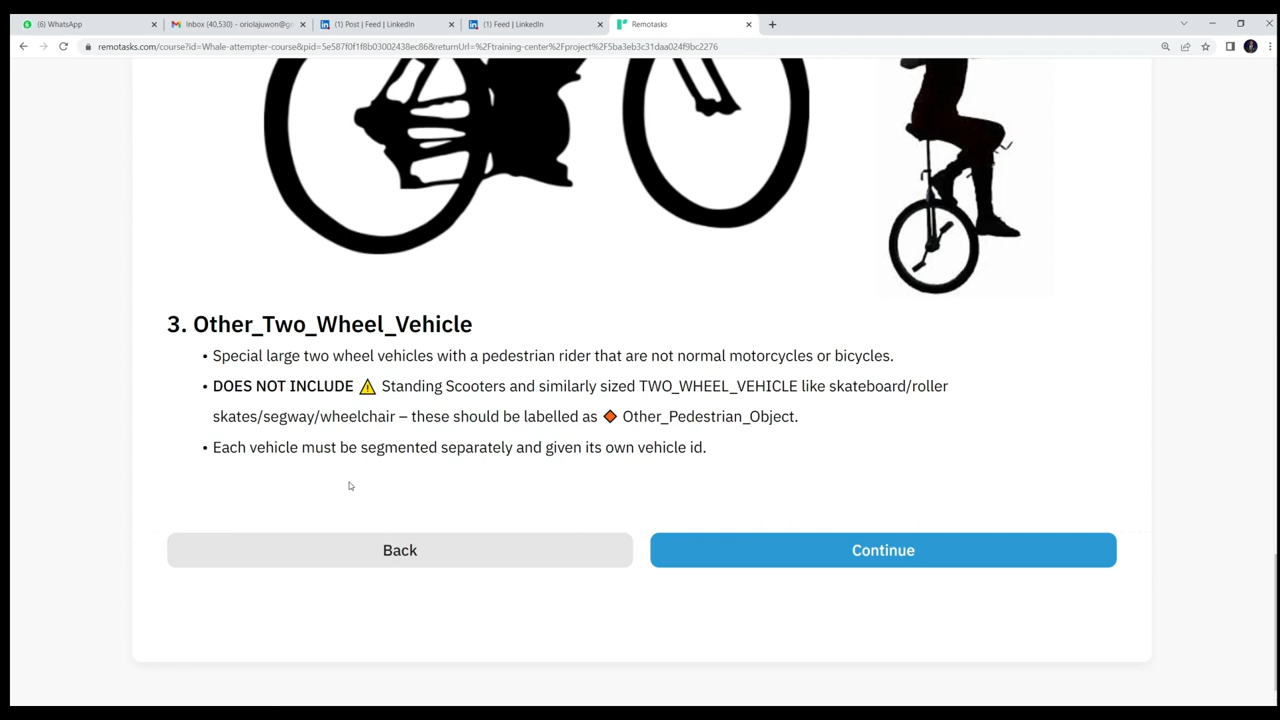 (6) WhatsApp
Inbox (40,530) - oriolajuwon@g
(1) Post | Feed | LinkedIn
(1) Feed | LinkedIn
Remotasks
remotasks.com/course?id=Whale-attempter-course&pid=5e587f0f1f8b03002438ec86&returnUrl=%2Ftraining-center%2Fproject%2F5ba3eb3c31daa024f9bc2276
3. Other_Two_Wheel_Vehicle
• Special large two wheel vehicles with a pedestrian rider that are not normal motorcycles or bicycles.
• DOES NOT INCLUDE ⚠ Standing Scooters and similarly sized TWO_WHEEL_VEHICLE like skateboard/roller
skates/segway/wheelchair – these should be labelled as 🔶 Other_Pedestrian_Object.
• Each vehicle must be segmented separately and given its own vehicle id.
Back
Continue